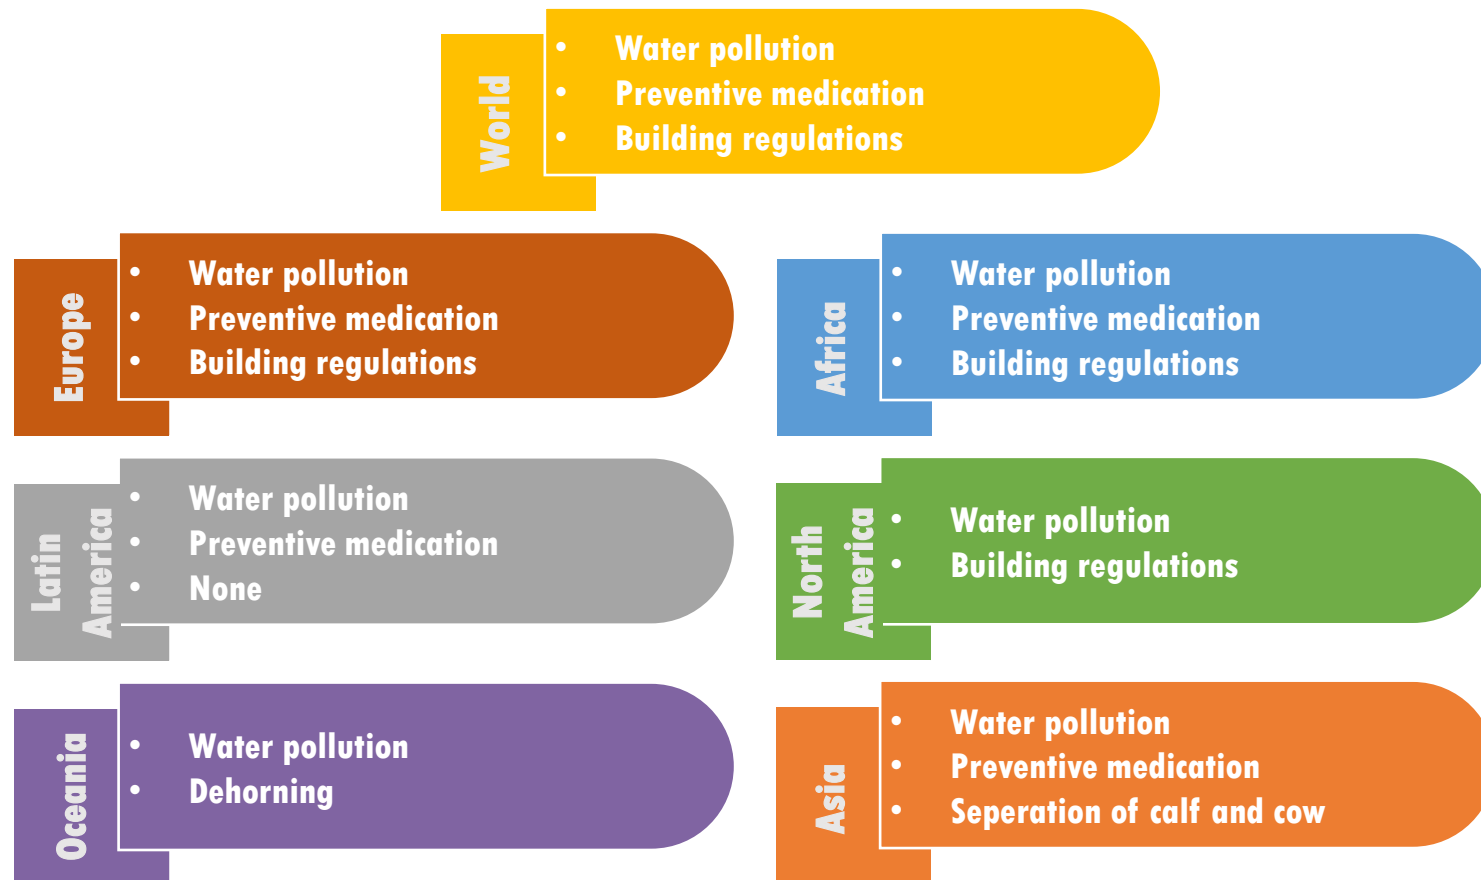 World
• Water pollution
• Preventive medication
• Building regulations
Europe
• Water pollution
• Preventive medication
• Building regulations
Africa
• Water pollution
• Preventive medication
• Building regulations
Latin
America
• Water pollution
• Preventive medication
• None
North
America
• Water pollution
• Building regulations
Oceania
• Water pollution
• Dehorning
Asia
• Water pollution
• Preventive medication
• Seperation of calf and cow